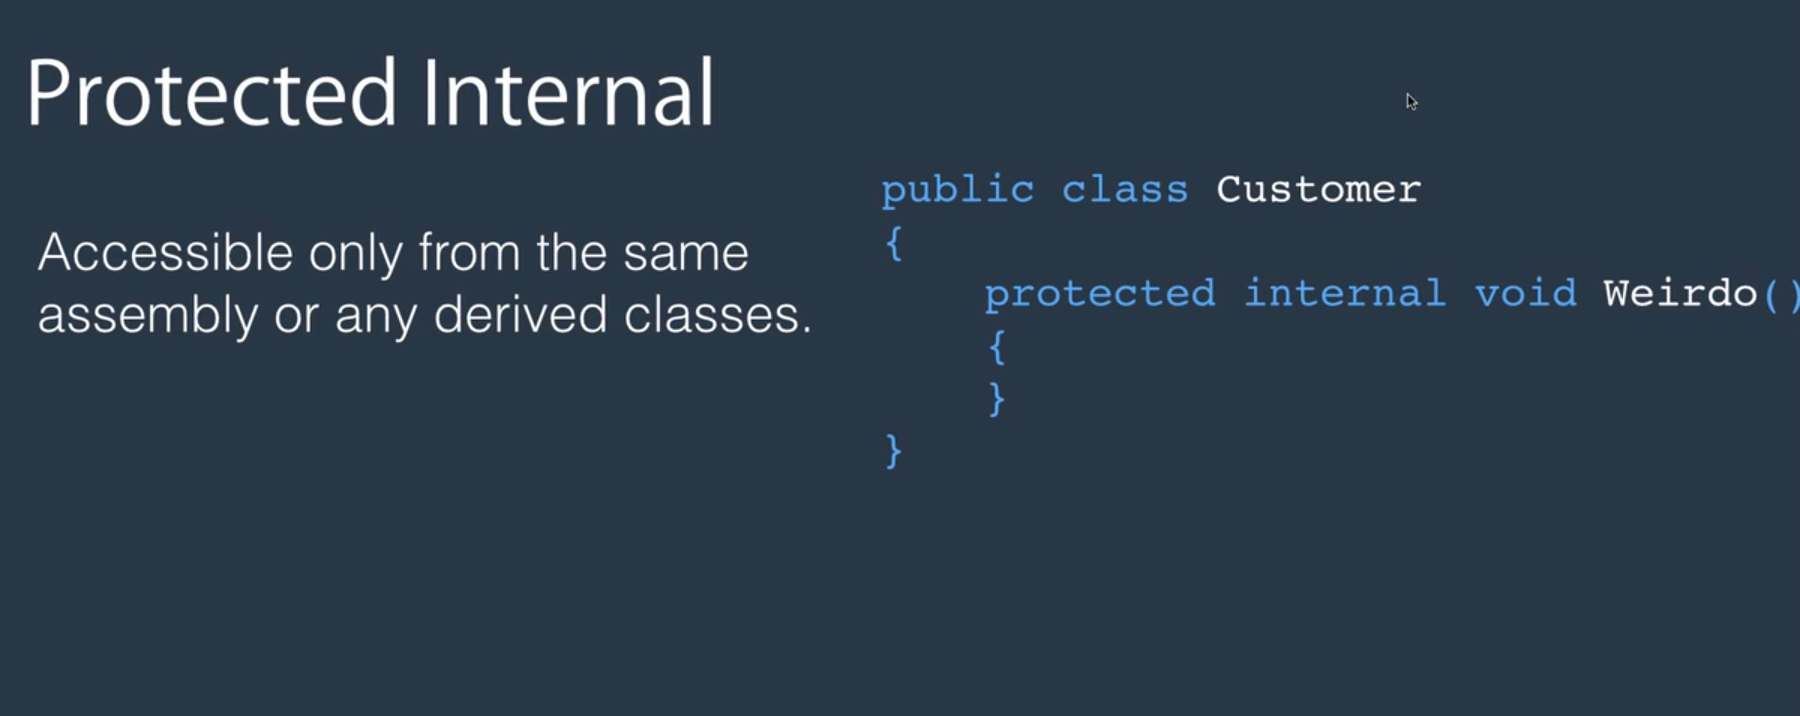 Protected Internal
Accessible only from the same
assembly or any derived classes.
public class Customer
{
protected internal void Weirdo()
{
}
}